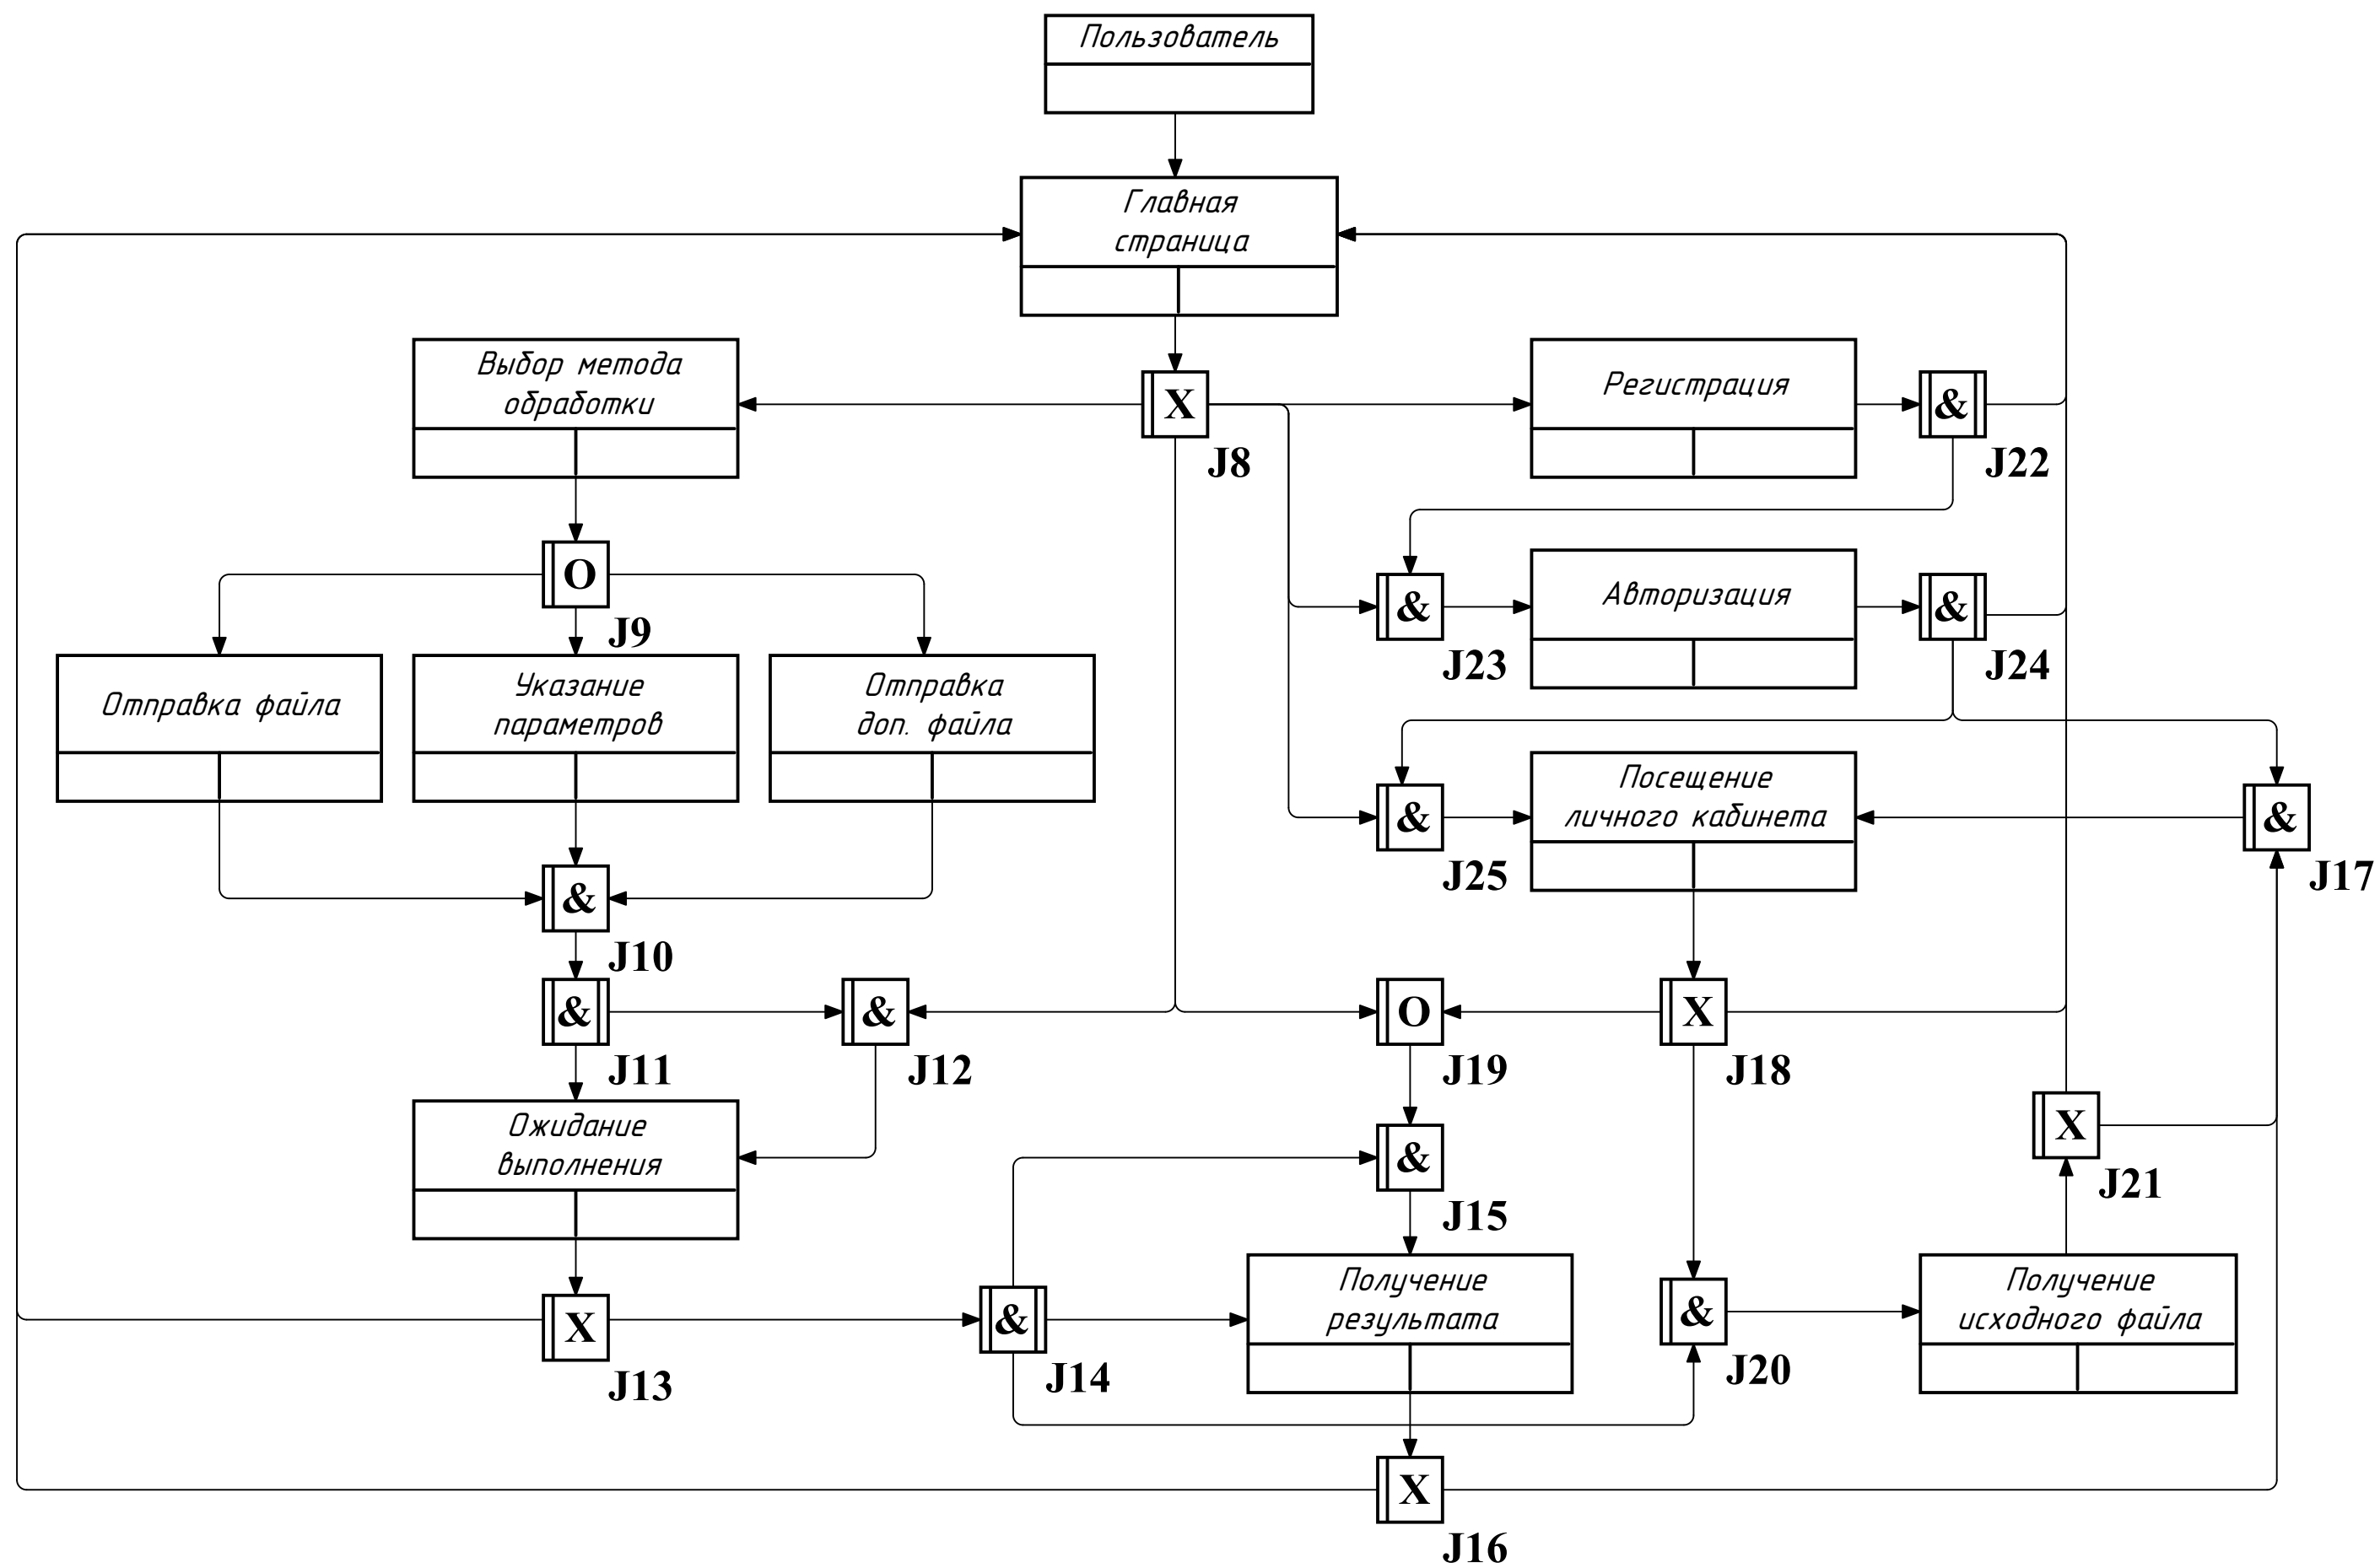 Пользователь
Главная
страница
Выбор метода
обработки
X
J8
Регистрация
&
J22
O
J9
&
J23
Авторизация
&
J24
Отправка файла
Указание
параметров
Отправка
доп. файла
&
J25
Посещение
личного кабинета
&
J17
&
J10
&
J11
&
J12
O
J19
X
J18
Ожидание
выполнения
&
J15
X
J21
X
J13
&
J14
Получение
результата
&
J20
Получение
исходного файла
X
J16